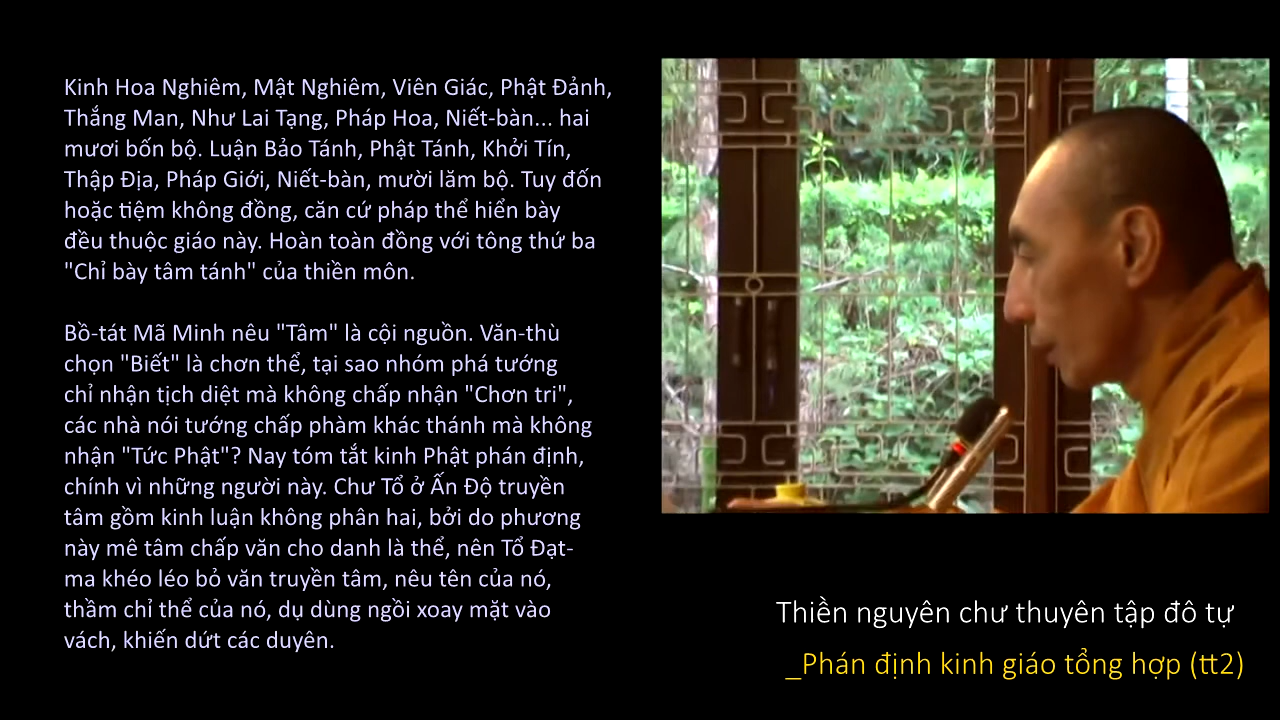 Kinh Hoa Nghiêm, Mật Nghiêm, Viên Giác, Phật Đảnh,
Thắng Man, Như Lai Tạng, Pháp Hoa, Niết-bàn... hai
mươi bốn bộ. Luận Bảo Tánh, Phật Tánh, Khởi Tín,
Thập Địa, Pháp Giới, Niết-bàn, mười lăm bộ. Tuy đốn
hoặc tiệm không đồng, căn cứ pháp thể hiển bày
đều thuộc giáo này. Hoàn toàn đồng với tông thứ ba
"Chỉ bày tâm tánh" của thiền môn.
Bồ-tát Mã Minh nêu "Tâm" là cội nguồn. Văn-thù
chọn "Biết" là chơn thể, tại sao nhóm phá tướng
chỉ nhận tịch diệt mà không chấp nhận "Chơn tri",
các nhà nói tướng chấp phàm khác thánh mà không
nhận "Tức Phật"? Nay tóm tắt kinh Phật phán định,
chính vì những người này. Chư Tổ ở Ấn Độ truyền
tâm gồm kinh luận không phân hai, bởi do phương
này mê tâm chấp văn cho danh là thể, nên Tổ Đạt-
ma khéo léo bỏ văn truyền tâm, nêu tên của nó,
thầm chỉ thể của nó, dụ dùng ngồi xoay mặt vào
vách, khiến dứt các duyên.
Thiền nguyên chư thuyên tập đô tự
_Phán định kinh giáo tổng hợp (tt2)